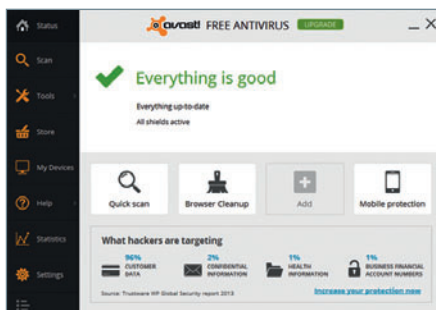 avast! FREE ANTIVIRUS UPGRADE
Status
Scan
Tools
Store
My Devices
Help
Statistics
Settings
Everything is good
Everything up-to-date
All shields active
Quick scan
Browser Cleanup
Add
Mobile protection
What hackers are targeting
96%
CUSTOMER
DATA
2%
CONFIDENTIAL
INFORMATION
1%
HEALTH
INFORMATION
1%
BUSINESS FINANCIAL
ACCOUNT NUMBERS
Source: Trustwave WP Global Security report 2013
Increase your protection now